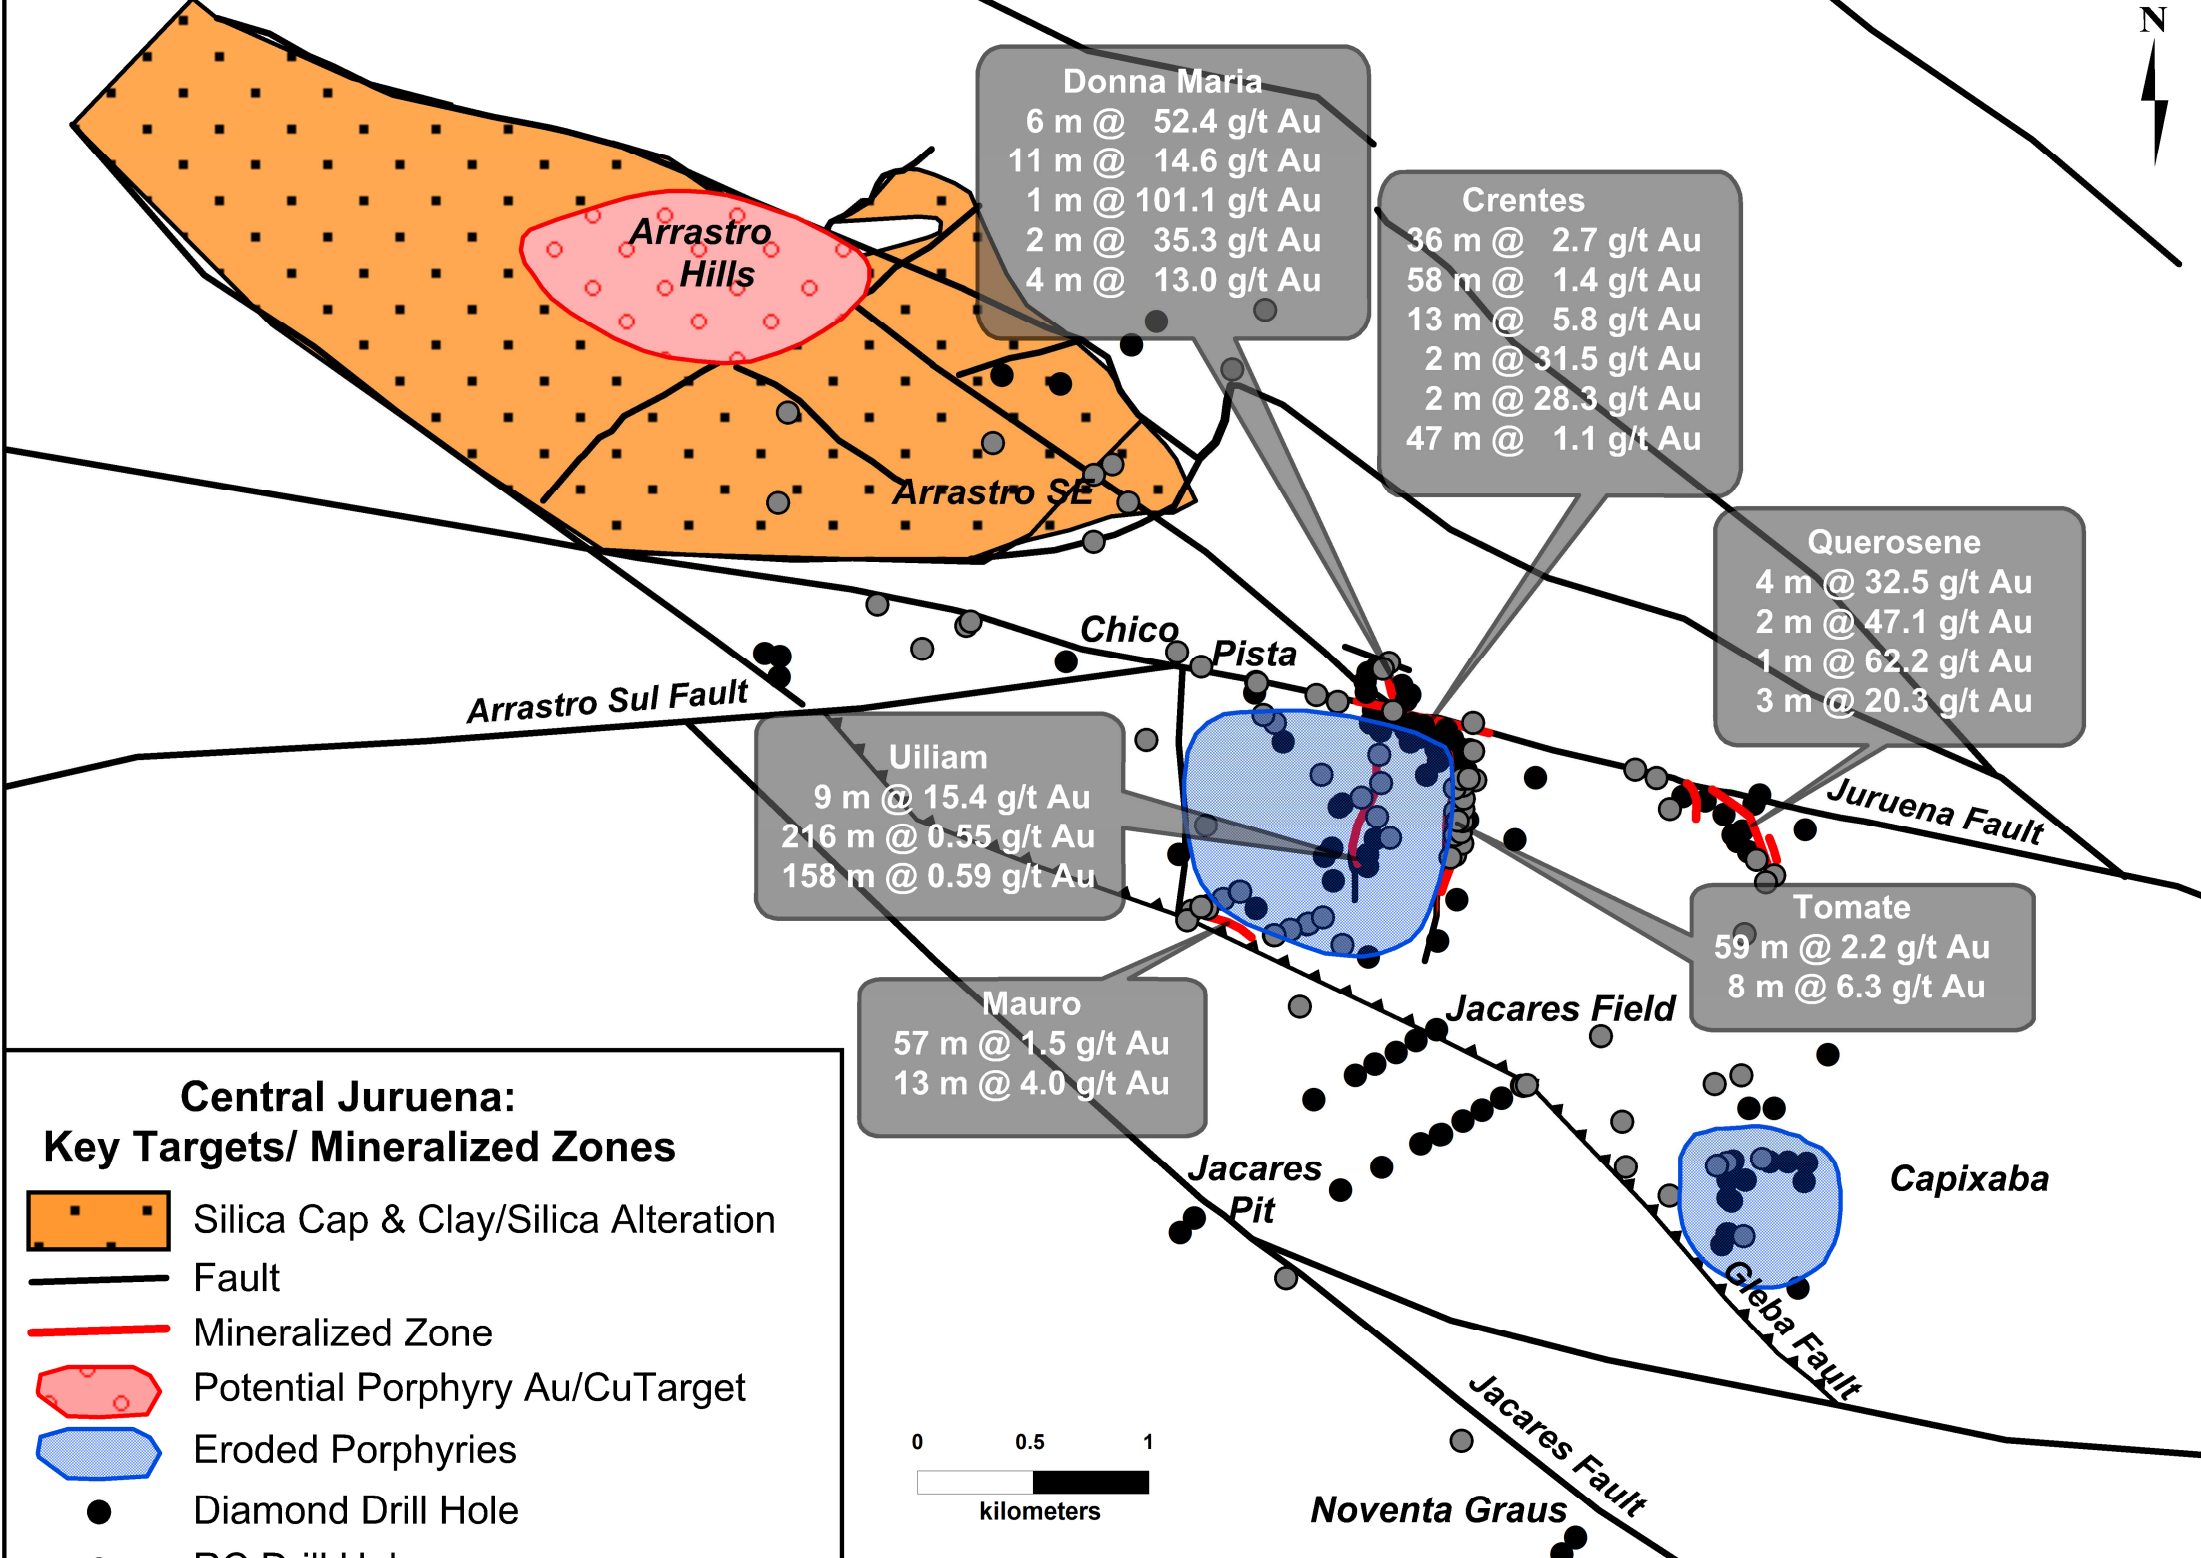 N
Donna Maria
6 m @ 52.4 g/t Au
11 m @ 14.6 g/t Au
1 m @ 101.1 g/t Au
2 m @ 35.3 g/t Au
4 m @ 13.0 g/t Au
Crentes
36 m @ 2.7 g/t Au
58 m @ 1.4 g/t Au
13 m @ 5.8 g/t Au
2 m @ 31.5 g/t Au
2 m @ 28.3 g/t Au
47 m @ 1.1 g/t Au
Arrastro
Hills
Arrastro SE
Querosene
4 m @ 32.5 g/t Au
2 m @ 47.1 g/t Au
1 m @ 62.2 g/t Au
3 m @ 20.3 g/t Au
Chico
Pista
Arrastro Sul Fault
Uiliam
9 m @ 15.4 g/t Au
216 m @ 0.55 g/t Au
158 m @ 0.59 g/t Au
Juruena Fault
Tomate
59 m @ 2.2 g/t Au
8 m @ 6.3 g/t Au
Mauro
57 m @ 1.5 g/t Au
13 m @ 4.0 g/t Au
Jacares Field
Jacares
Pit
Capixaba
Gleba Fault
Jacares Fault
Noventa Graus
0 0.5 1
kilometers
Central Juruena:
Key Targets/ Mineralized Zones
Silica Cap & Clay/Silica Alteration
Fault
Mineralized Zone
Potential Porphyry Au/CuTarget
Eroded Porphyries
Diamond Drill Hole